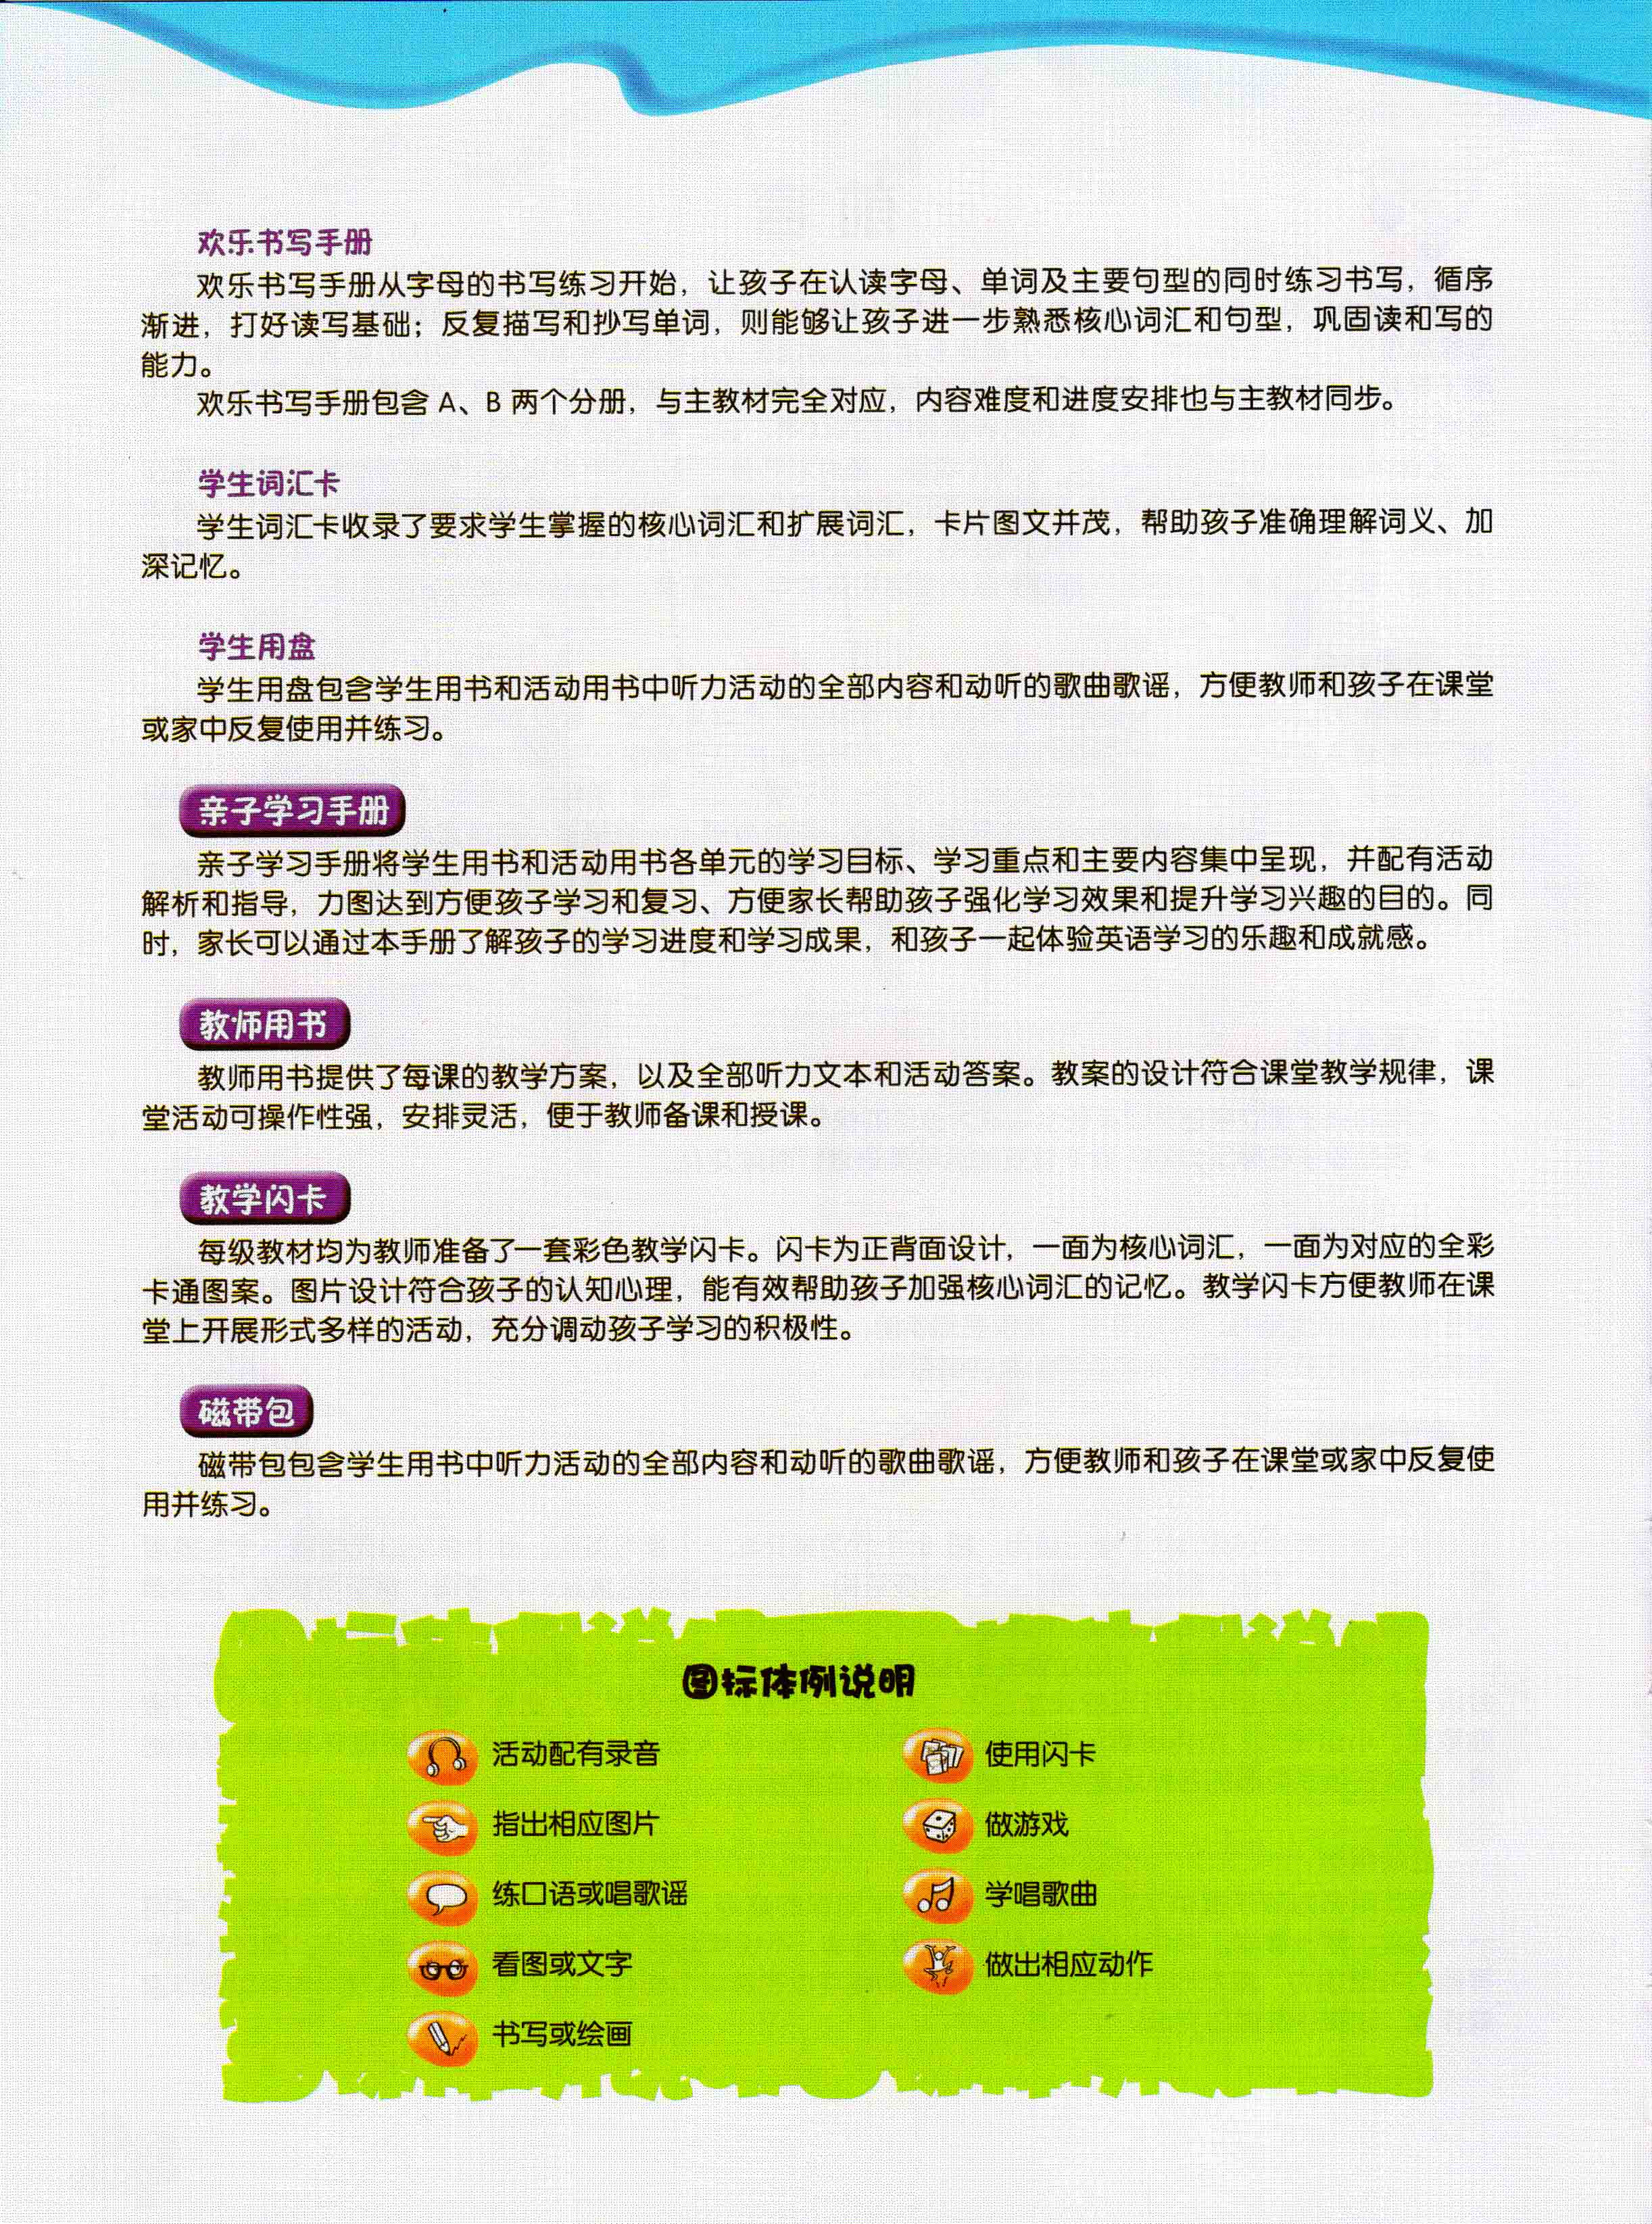 欢乐书写手册
欢乐书写手册从字母的书写练习开始，让孩子在认读字母、单词及主要句型的同时练习书写，循序
渐进，打好读写基础；反复描写和抄写单词，则能够让孩子进一步熟悉核心词汇和句型，巩固读和写的
能力。
欢乐书写手册包含 A、B 两个分册，与主教材完全对应，内容难度和进度安排也与主教材同步。
学生词汇卡
学生词汇卡收录了要求学生掌握的核心词汇和扩展词汇，卡片图文并茂，帮助孩子准确理解词义、加
深记忆。
学生用盘
学生用盘包含学生用书和活动用书中听力活动的全部内容和动听的歌曲歌谣，方便教师和孩子在课堂
或家中反复使用并练习。
亲子学习手册
亲子学习手册将学生用书和活动用书各单元的学习目标、学习重点和主要内容集中呈现，并配有活动
解析和指导，力图达到方便孩子学习和复习、方便家长帮助孩子强化学习效果和提升学习兴趣的目的。同
时，家长可以通过本手册了解孩子的学习进度和学习成果，和孩子一起体验英语学习的乐趣和成就感。
教师用书
教师用书提供了每课的教学方案，以及全部听力文本和活动答案。教案的设计符合课堂教学规律，课
堂活动可操作性强，安排灵活，便于教师备课和授课。
教学闪卡
每级教材均为教师准备了一套彩色教学闪卡。闪卡为正背面设计，一面为核心词汇，一面为对应的全彩
卡通图案。图片设计符合孩子的认知心理，能有效帮助孩子加强核心词汇的记忆。教学闪卡方便教师在课
堂上开展形式多样的活动，充分调动孩子学习的积极性。
磁带包
磁带包包含学生用书中听力活动的全部内容和动听的歌曲歌谣，方便教师和孩子在课堂或家中反复使
用并练习。
图标体例说明
活动配有录音
使用闪卡
指出相应图片
做游戏
练口语或唱歌谣
学唱歌曲
看图或文字
做出相应动作
书写或绘画